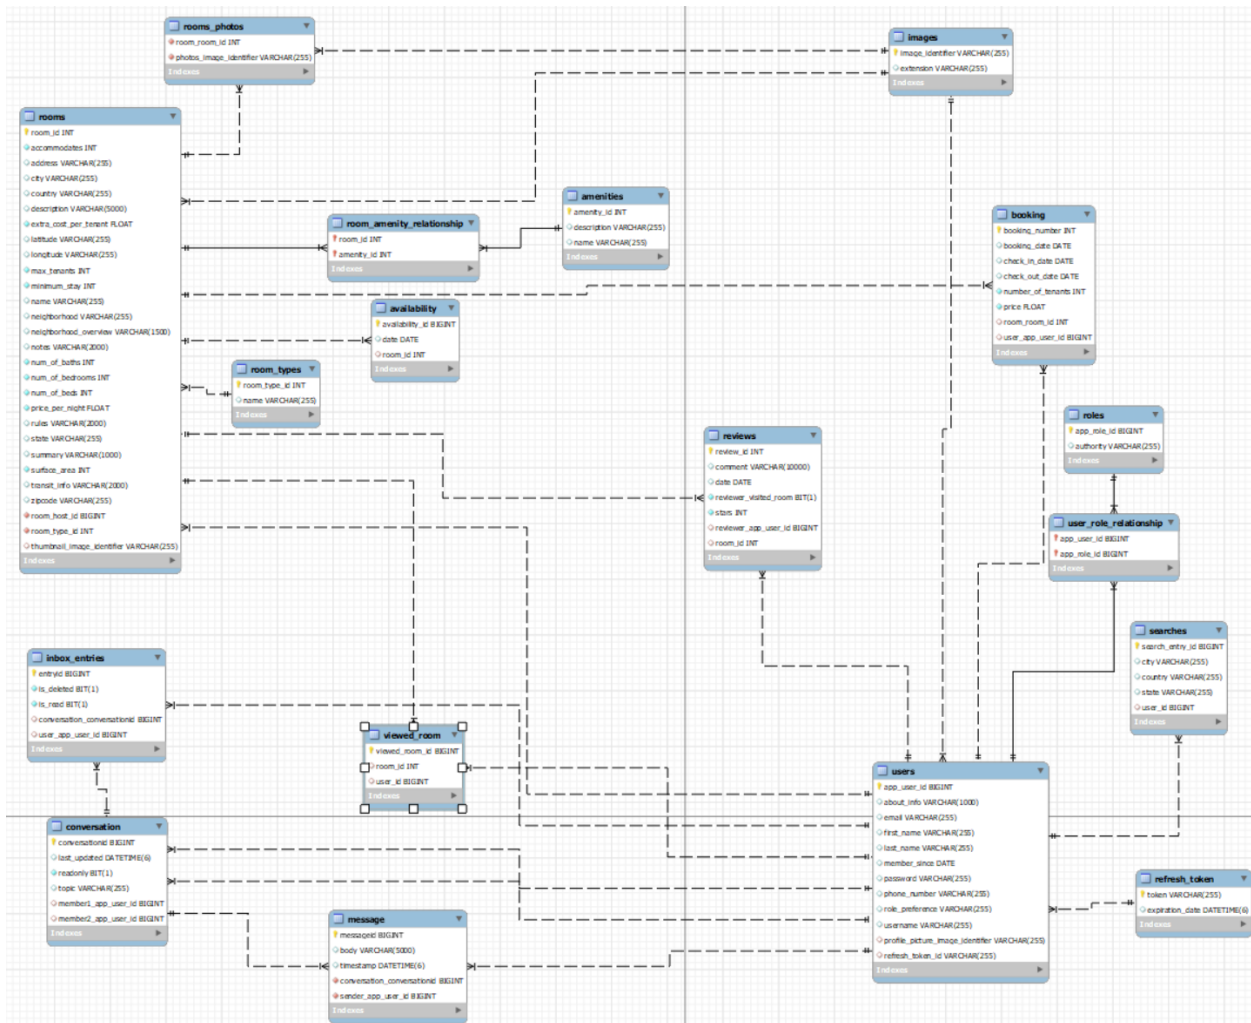 rooms_photos
room_room_id INT
photos_image_identifier VARCHAR(255)
Indexes
images
image_identifier VARCHAR(255)
extension VARCHAR(255)
Indexes
rooms
room_id INT
accommodates INT
address VARCHAR(255)
city VARCHAR(255)
country VARCHAR(255)
description VARCHAR(5000)
extra_cost_per_tenant FLOAT
latitude VARCHAR(255)
longitude VARCHAR(255)
max_tenants INT
minimum_stay INT
name VARCHAR(255)
neighborhood VARCHAR(255)
neighborhood_overview VARCHAR(1500)
notes VARCHAR(2000)
num_of_baths INT
num_of_bedrooms INT
num_of_beds INT
price_per_night FLOAT
rules VARCHAR(2000)
state VARCHAR(255)
summary VARCHAR(1000)
surface_area INT
transit_info VARCHAR(2000)
zipcode VARCHAR(255)
room_host_id BIGINT
room_type_id INT
thumbnail_image_identifier VARCHAR(255)
Indexes
room_amenity_relationship
room_id INT
amenity_id INT
Indexes
amenities
amenity_id INT
description VARCHAR(255)
name VARCHAR(255)
Indexes
booking
booking_number INT
booking_date DATE
check_in_date DATE
check_out_date DATE
number_of_tenants INT
price FLOAT
room_room_id INT
user_app_user_id BIGINT
Indexes
availability
availability_id BIGINT
date DATE
room_id INT
Indexes
room_types
room_type_id INT
name VARCHAR(255)
Indexes
reviews
review_id INT
comment VARCHAR(10000)
date DATE
reviewer_visited_room BIT(1)
stars INT
reviewer_app_user_id BIGINT
room_id INT
Indexes
roles
app_role_id BIGINT
authority VARCHAR(255)
Indexes
user_role_relationship
app_user_id BIGINT
app_role_id BIGINT
Indexes
searches
search_entry_id BIGINT
city VARCHAR(255)
country VARCHAR(255)
state VARCHAR(255)
user_id BIGINT
Indexes
inbox_entries
entryid BIGINT
is_deleted BIT(1)
is_read BIT(1)
conversation_conversationid BIGINT
user_app_user_id BIGINT
Indexes
viewed_room
viewed_room_id BIGINT
room_id INT
user_id BIGINT
Indexes
users
app_user_id BIGINT
about_info VARCHAR(1000)
email VARCHAR(255)
first_name VARCHAR(255)
last_name VARCHAR(255)
member_since DATE
password VARCHAR(255)
phone_number VARCHAR(255)
role_preference VARCHAR(255)
username VARCHAR(255)
profile_picture_image_identifier VARCHAR(255)
refresh_token_id VARCHAR(255)
Indexes
conversation
conversationid BIGINT
last_updated DATETIME(6)
readonly BIT(1)
topic VARCHAR(255)
member1_app_user_id BIGINT
member2_app_user_id BIGINT
Indexes
message
messageid BIGINT
body VARCHAR(5000)
timestamp DATETIME(6)
conversation_conversationid BIGINT
sender_app_user_id BIGINT
Indexes
refresh_token
token VARCHAR(255)
expiration_date DATETIME(6)
Indexes